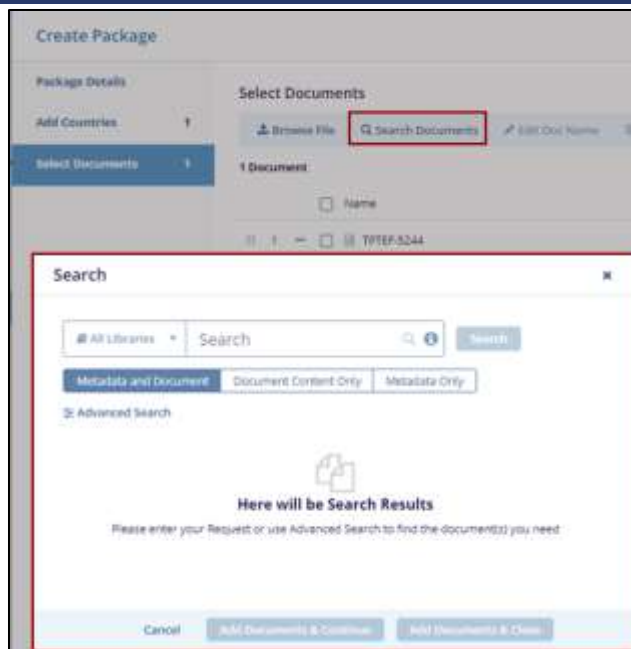 Create Package
Package Details
Add Countries 1
Select Documents 1
Select Documents
Browse File Search Documents Edit Doc Name
1 Document
Name
1 TPTEF-5244
Search
All Libraries Search Search
Metadata and Document Document Content Only Metadata Only
Advanced Search
Here will be Search Results
Please enter your Request or use Advanced Search to find the document(s) you need
Cancel Add Documents & Continue Add Documents & Close